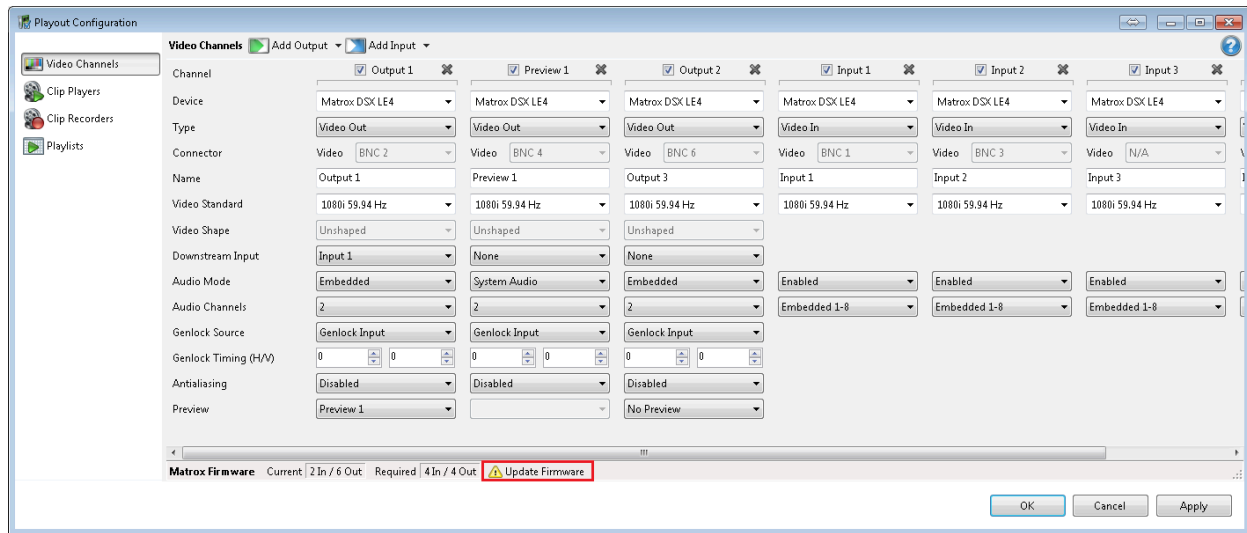 Playout Configuration
Video Channels Add Output Add Input
Video Channels
Clip Players
Clip Recorders
Playlists
Channel Output 1 Preview 1 Output 2 Input 1 Input 2 Input 3
Device Matrox DSX LE4 Matrox DSX LE4 Matrox DSX LE4 Matrox DSX LE4 Matrox DSX LE4 Matrox DSX LE4
Type Video Out Video Out Video Out Video In Video In Video In
Connector Video BNC 2 Video BNC 4 Video BNC 6 Video BNC 1 Video BNC 3 Video N/A
Name Output 1 Preview 1 Output 3 Input 1 Input 2 Input 3
Video Standard 1080i 59.94 Hz 1080i 59.94 Hz 1080i 59.94 Hz 1080i 59.94 Hz 1080i 59.94 Hz 1080i 59.94 Hz
Video Shape Unshaped Unshaped Unshaped
Downstream Input Input 1 None None
Audio Mode Embedded System Audio Embedded Enabled Enabled Enabled
Audio Channels 2 2 2 Embedded 1-8 Embedded 1-8 Embedded 1-8
Genlock Source Genlock Input Genlock Input Genlock Input
Genlock Timing (H/V) 0 0 0 0 0 0
Antialiasing Disabled Disabled Disabled
Preview Preview 1 No Preview
Matrox Firmware Current 2 In / 6 Out Required 4 In / 4 Out Update Firmware
OK Cancel Apply